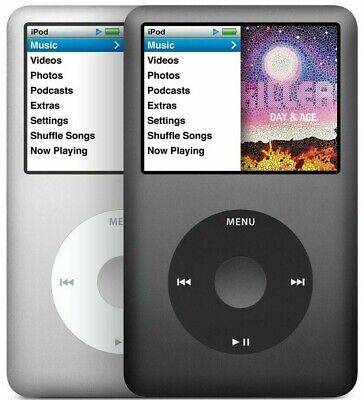 iPod
Music
Videos
Photos
Podcasts
Extras
Settings
Shuffle Songs
Now Playing
iPod
Music
Videos
Photos
Podcasts
Extras
Settings
Shuffle Songs
Now Playing
KILLER
DAY & AGE
MENU